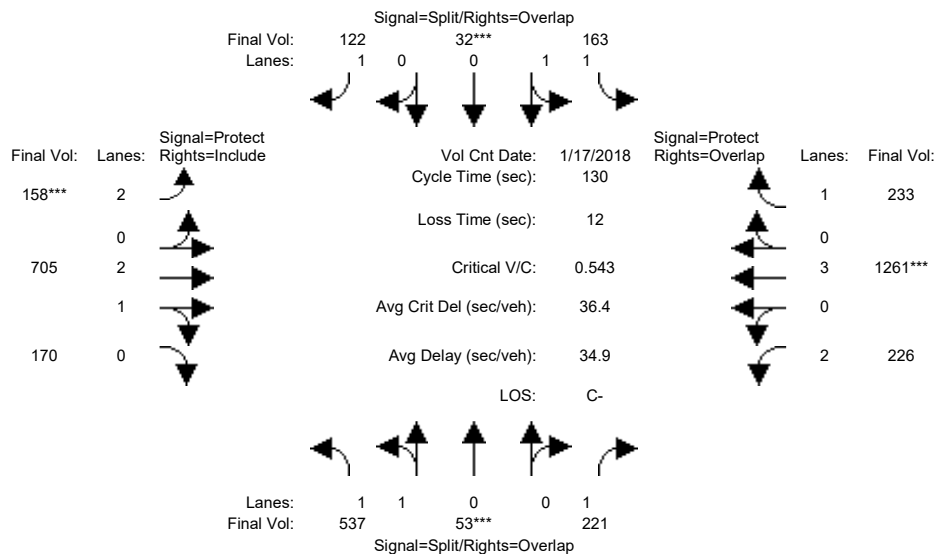 Signal=Split/Rights=Overlap
Final Vol: 122 32*** 163
Lanes: 1 0 0 1 1
Signal=Protect
Final Vol: Lanes: Rights=Include
Vol Cnt Date: 1/17/2018
Signal=Protect
Rights=Overlap Lanes: Final Vol:
Cycle Time (sec): 130
158*** 2
1 233
Loss Time (sec): 12
0
0
705 2
Critical V/C: 0.543
3 1261***
1
Avg Crit Del (sec/veh): 36.4
0
170 0
Avg Delay (sec/veh): 34.9
2 226
LOS: C-
Lanes: 1 1 0 0 1
Final Vol: 537 53*** 221
Signal=Split/Rights=Overlap